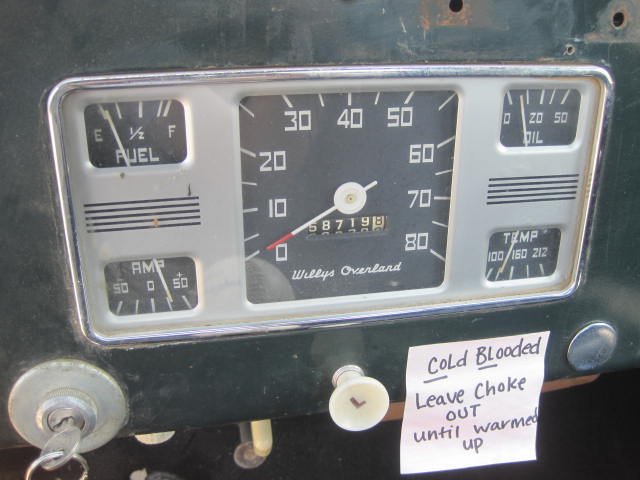 30 40 50
E 1/2 F
FUEL
20
60
0 20 50
OIL
10
70
587198
AMP
50 0 50
0
80
Willys Overland
TEMP
100 160 212
L
Cold Blooded
Leave Choke
OUT
until warmed
up